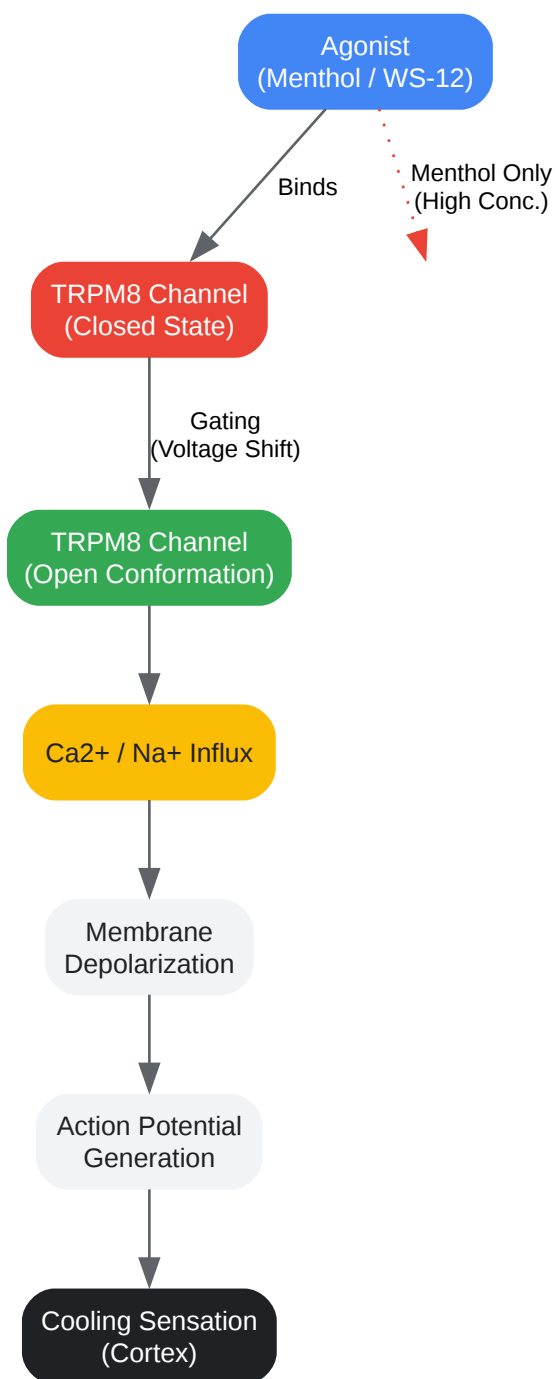 Agonist
(Menthol / WS-12)
Binds
Menthol Only
(High Conc.)
TRPM8 Channel
(Closed State)
Gating
(Voltage Shift)
TRPM8 Channel
(Open Conformation)
Ca2+ / Na+ Influx
Membrane
Depolarization
Action Potential
Generation
Cooling Sensation
(Cortex)